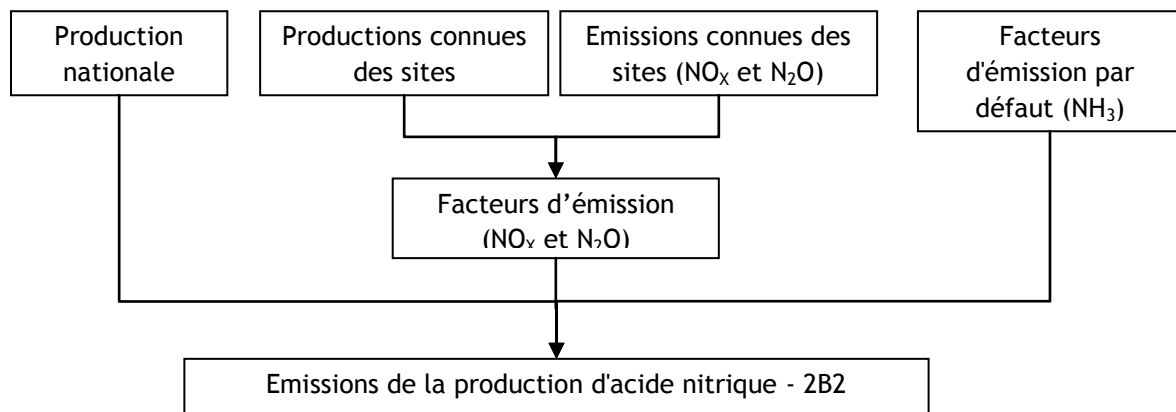 Production
nationale
Productions connues
des sites
Emissions connues des
sites (NOX et N2O)
Facteurs
d'émission par
défaut (NH3)
Facteurs d’émission
(NOX et N2O)
Emissions de la production d'acide nitrique - 2B2